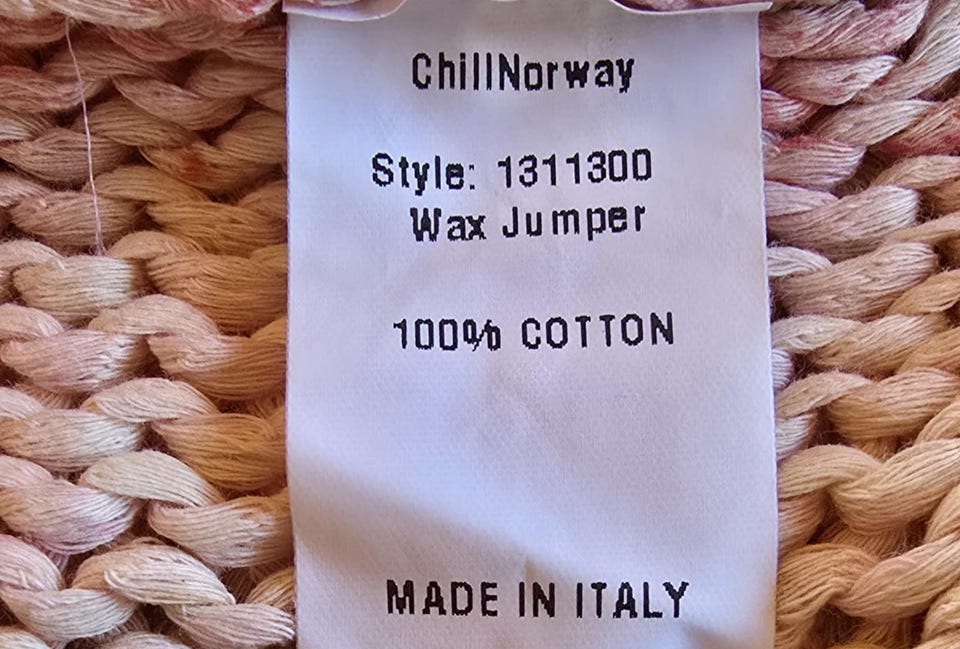 ChillNorway
Style: 1311300
Wax Jumper
100% COTTON
MADE IN ITALY